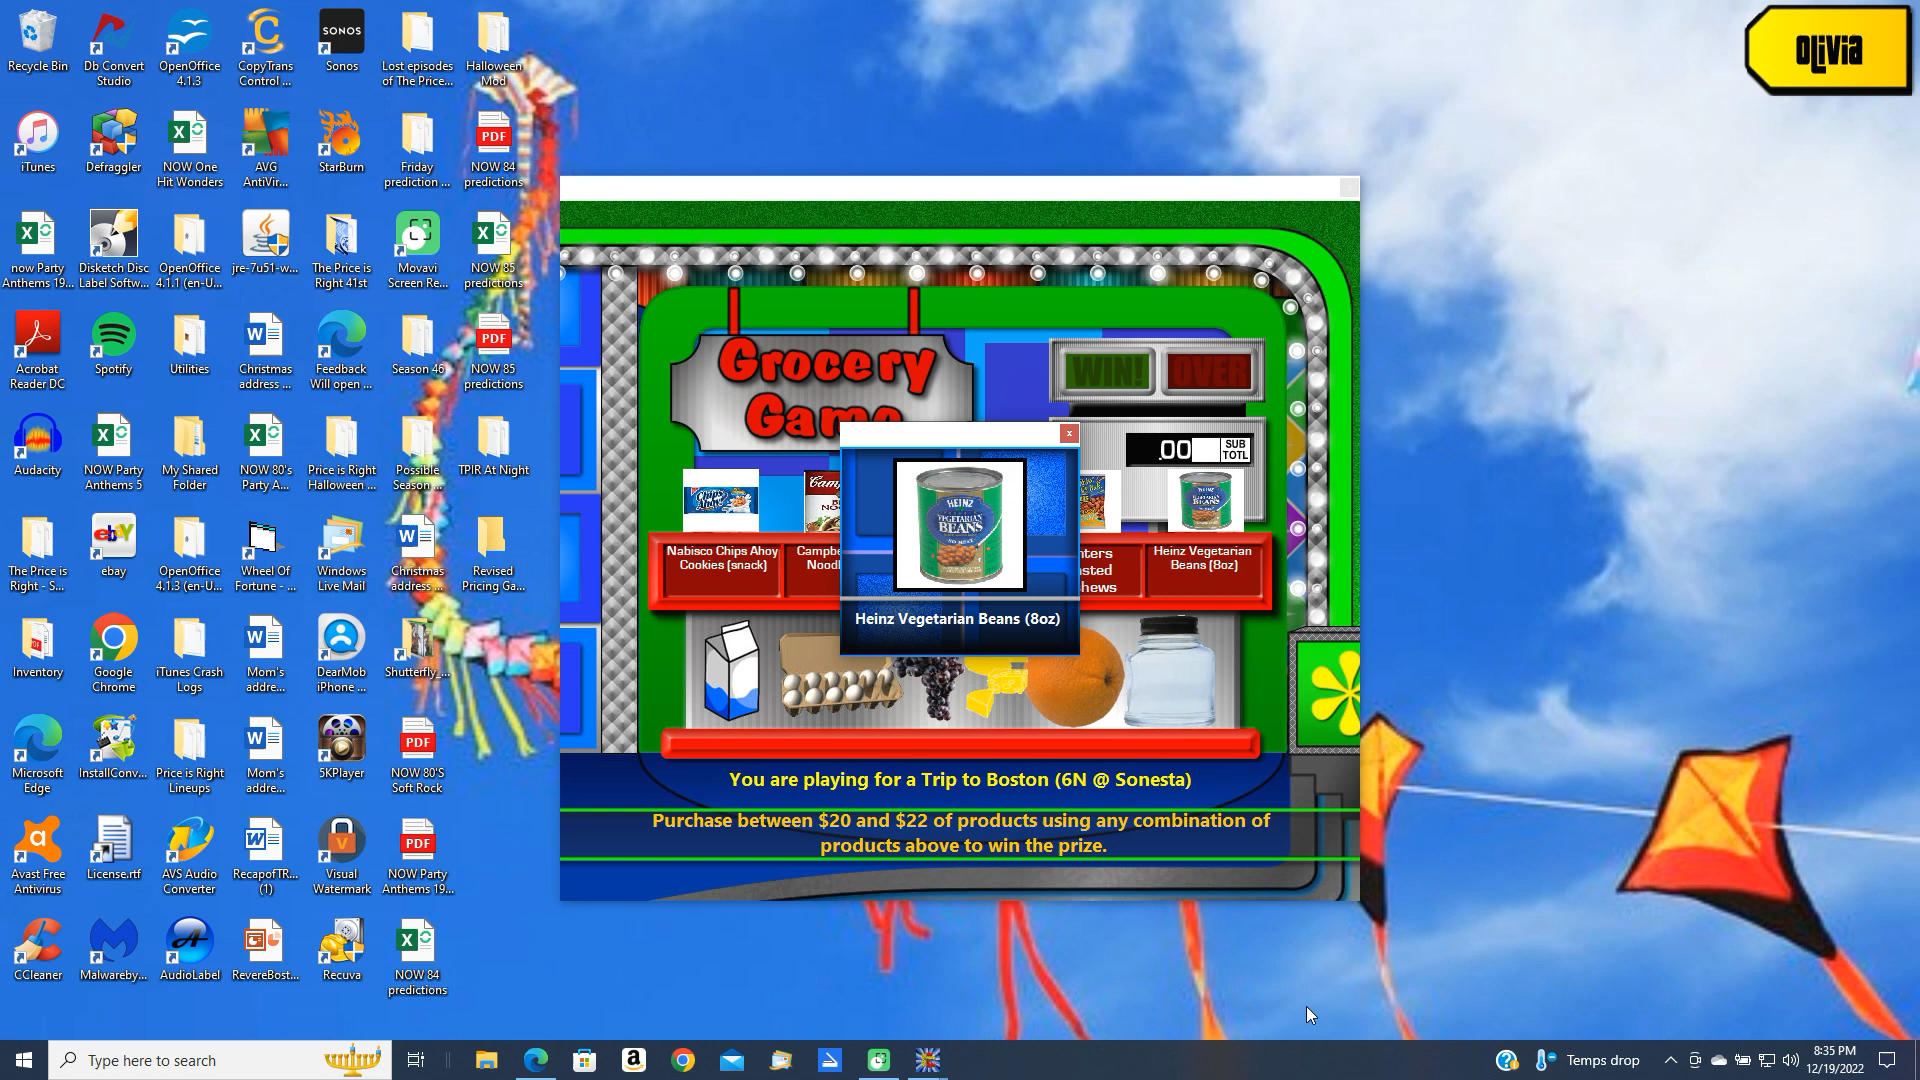 Recycle Bin
Db Convert
Studio
OpenOffice
4.1.3
CopyTrans
Control ...
SONOS
Sonos
Lost episodes
of The Price...
Halloween
Mod
OLIVIA
iTunes
Defraggler
NOW One
Hit Wonders
AVG
AntiVir...
StarBurn
Friday
prediction ...
PDF
NOW 84
predictions
now Party
Anthems 19...
Disketch Disc
Label Softw...
OpenOffice
4.1.1 (en-U...
jre-7u51-w...
The Price is
Right 41st
Movavi
Screen Re...
NOW 85
predictions
Acrobat
Reader DC
Spotify
Utilities
Christmas
address ...
Feedback
Will open ...
Season 46
PDF
NOW 85
predictions
Audacity
NOW Party
Anthems 5
My Shared
Folder
NOW 80's
Party A...
Price is Right
Halloween ...
Possible
Season ...
TPIR At Night
The Price is
Right - S...
ebay
ebay
OpenOffice
4.1.3 (en-U...
Wheel Of
Fortune - ...
Windows
Live Mail
Christmas
address ...
Revised
Pricing Ga...
Inventory
Google
Chrome
iTunes Crash
Logs
Mom's
addre...
DearMob
iPhone ...
Shutterfly_...
Microsoft
Edge
InstallConv...
Price is Right
Lineups
Mom's
addre...
5KPlayer
PDF
NOW 80'S
Soft Rock
Avast Free
Antivirus
License.rtf
AVS Audio
Converter
RecapofTR...
(1)
Visual
Watermark
PDF
NOW Party
Anthems 19...
CCleaner
Malwareby...
AudioLabel
RevereBost...
Recuva
NOW 84
predictions
Grocery
Game
WIN!
OVER
.00
SUB
TOTL
Chips Ahoy!
HEINZ
VEGETARIAN
BEANS
Nabisco Chips Ahoy
Cookies (snack)
Campbe
Noodl
nters
sted
hews
Heinz Vegetarian
Beans (8oz)
Heinz Vegetarian Beans (8oz)
You are playing for a Trip to Boston (6N @ Sonesta)
Purchase between $20 and $22 of products using any combination of
products above to win the prize.
Type here to search
Temps drop
8:35 PM
12/19/2022